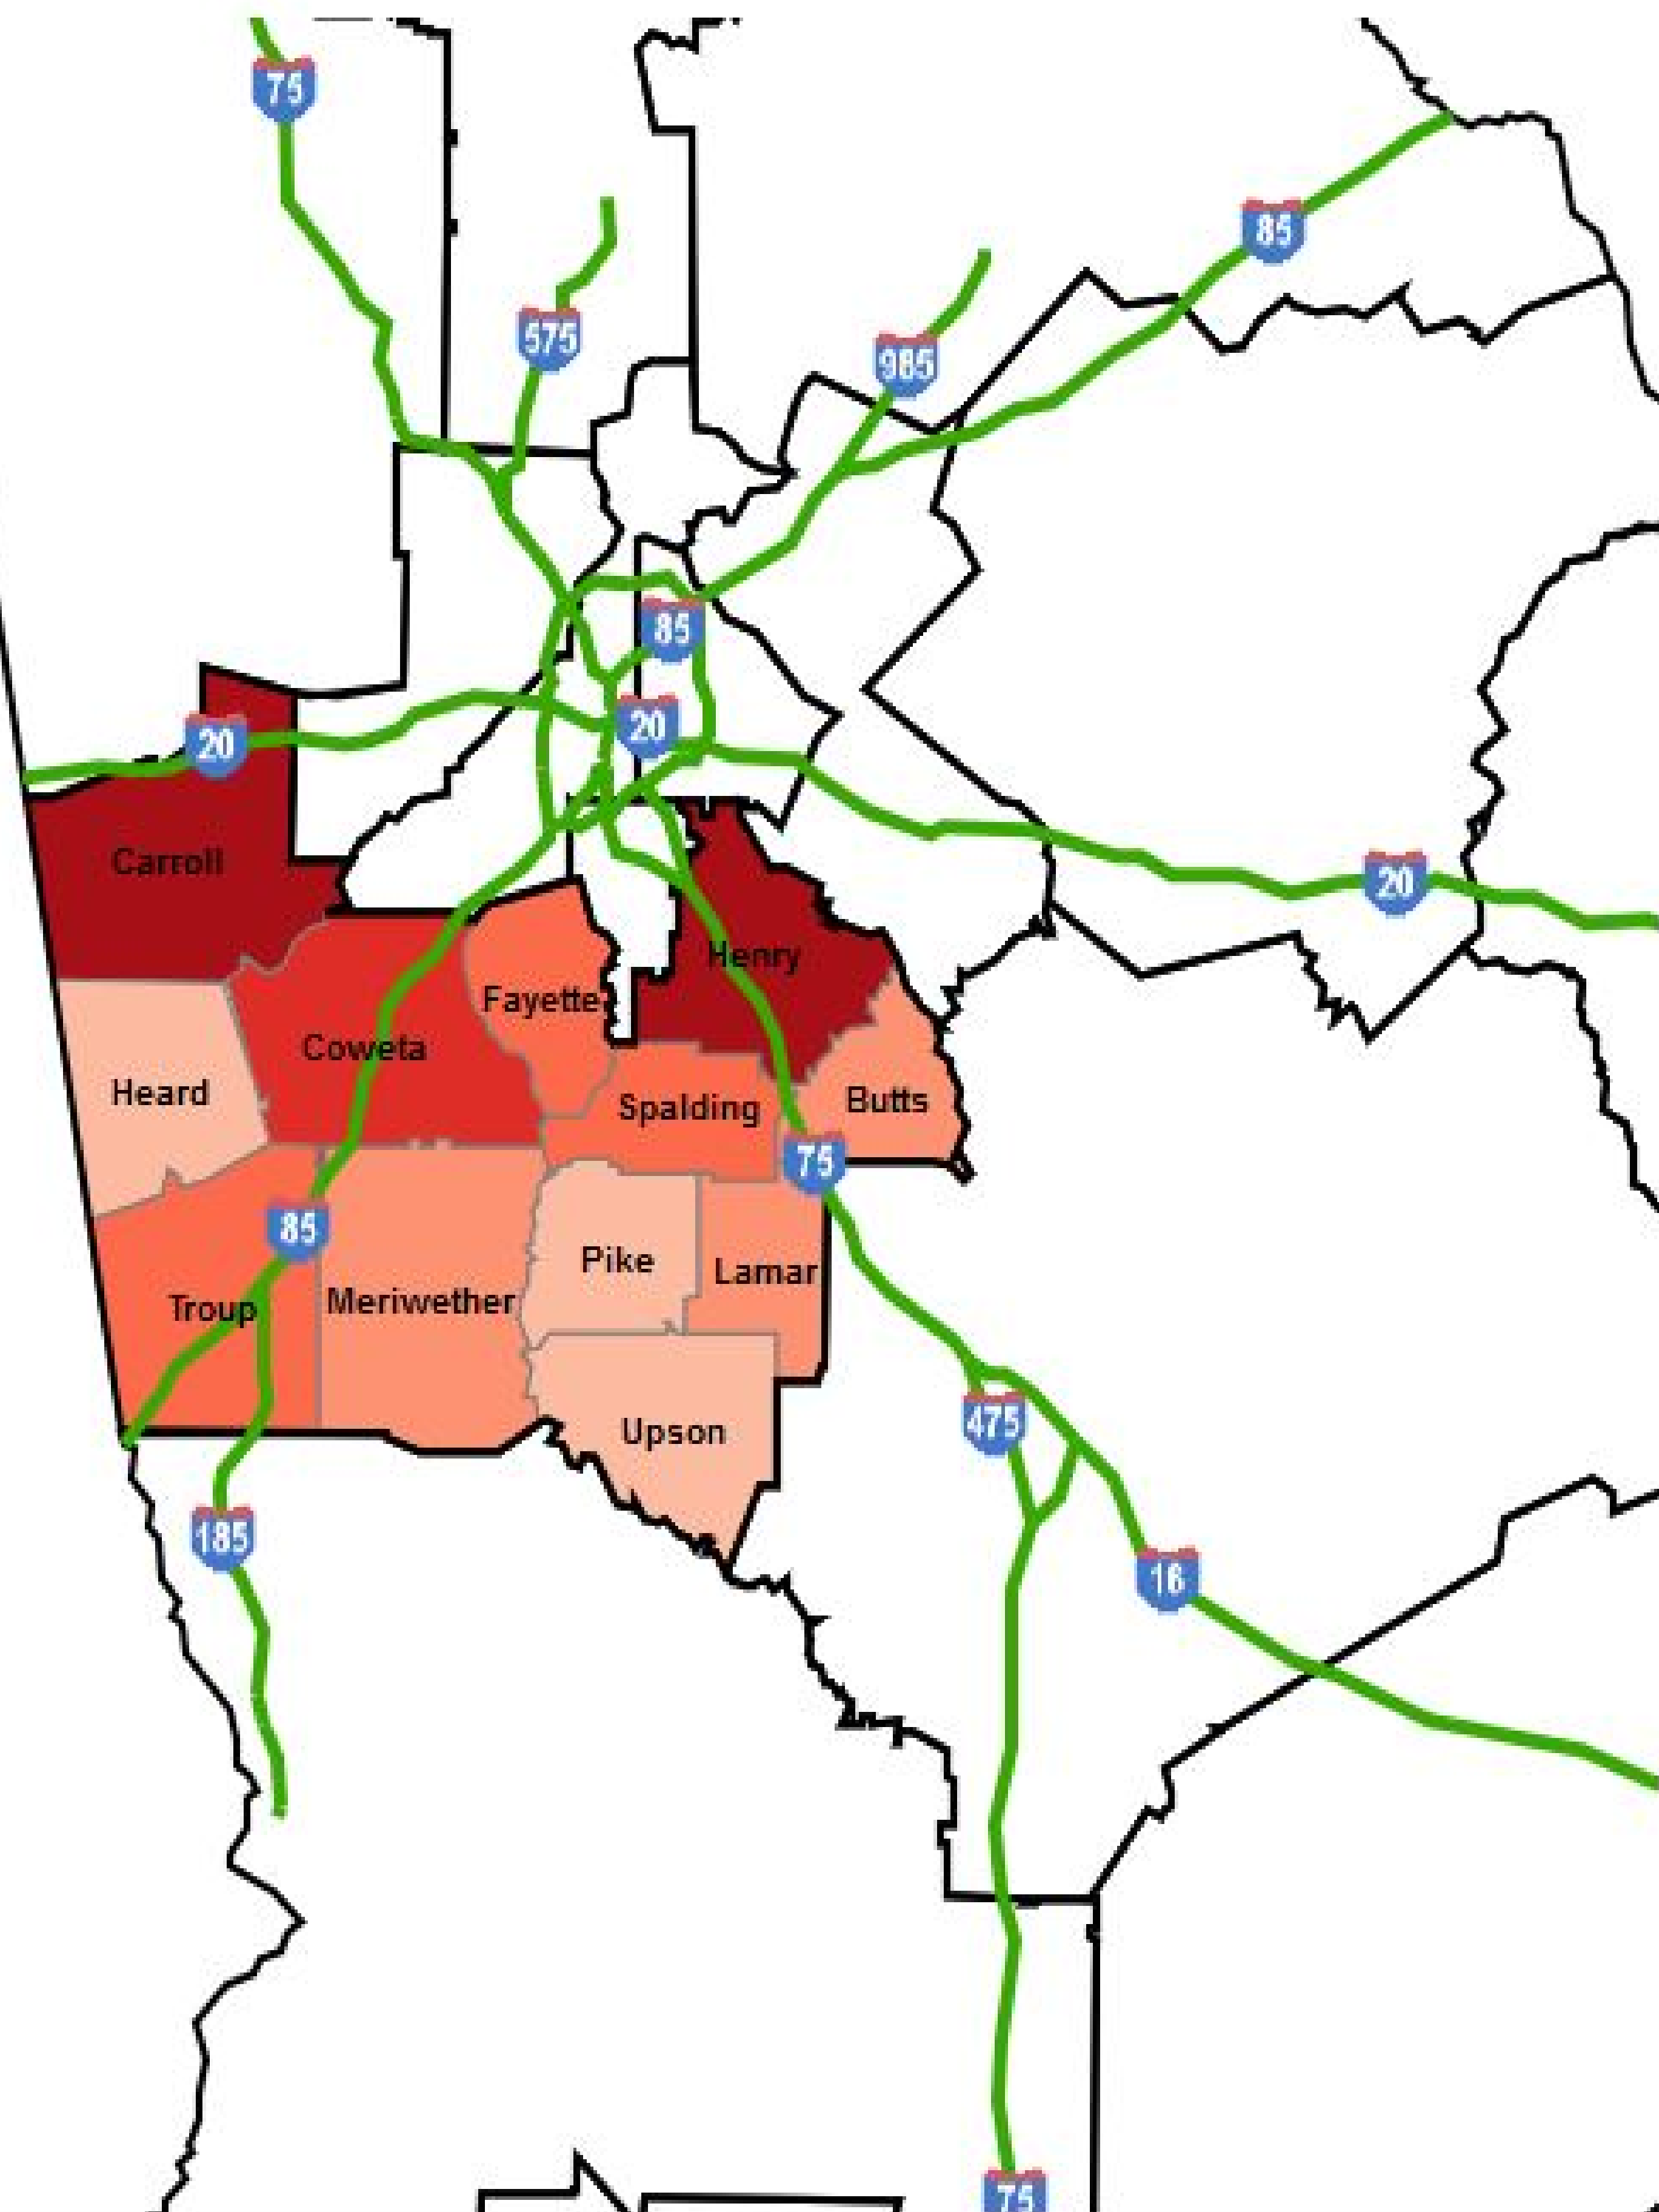 75
85
575
985
85
20
20
Carroll
20
Henry
Fayette
Coweta
Heard
Butts
Spalding
75
85
Pike
Lamar
Troup
Meriwether
475
Upson
185
16
75